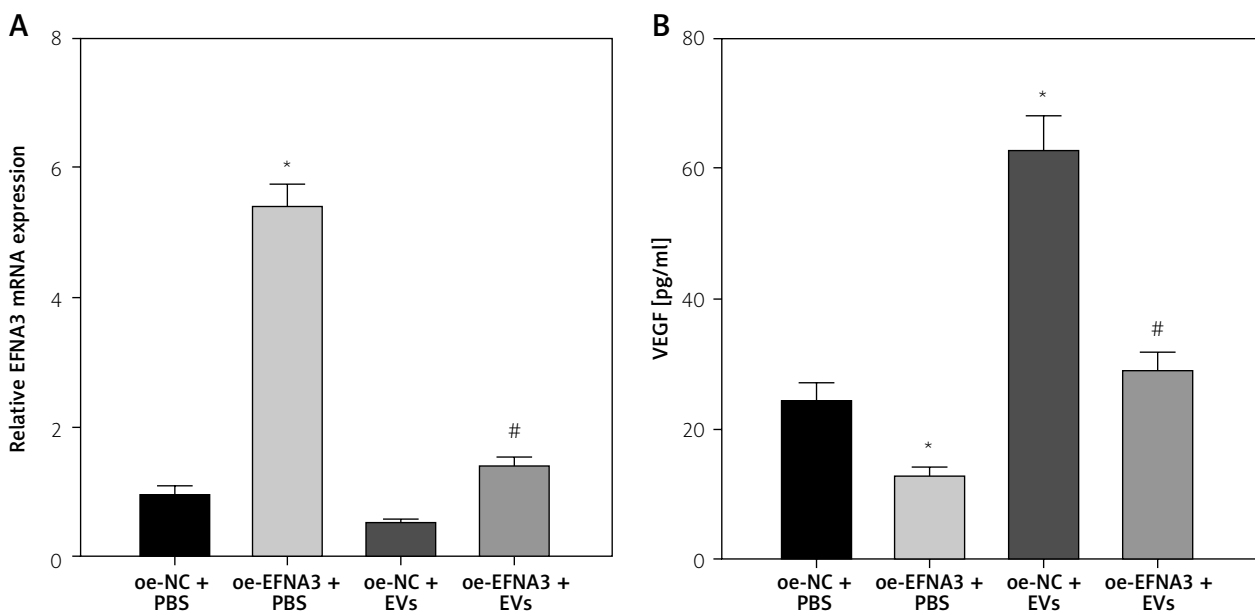 A
Relative EFNA3 mRNA expression
8
6
4
2
0
*
#
oe-NC +
PBS
oe-EFNA3 +
PBS
oe-NC +
EVs
oe-EFNA3 +
EVs
B
VEGF [pg/ml]
80
60
40
20
0
*
*
#
oe-NC +
PBS
oe-EFNA3 +
PBS
oe-NC +
EVs
oe-EFNA3 +
EVs